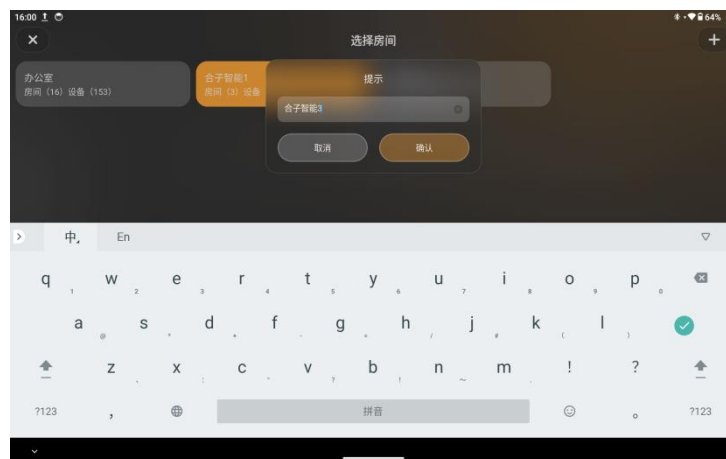 16:00
64%
选择房间
办公室
房间（16）设备（153）
合子智能1
房间（3）设备
提示
合子智能3
取消
确认
中
En
q w e r t y u i o p
1 2 3 4 5 6 7 8 9 0
a s d f g h j k l
z x c v b n m ! ?
?123 , 拼音 。 ?123